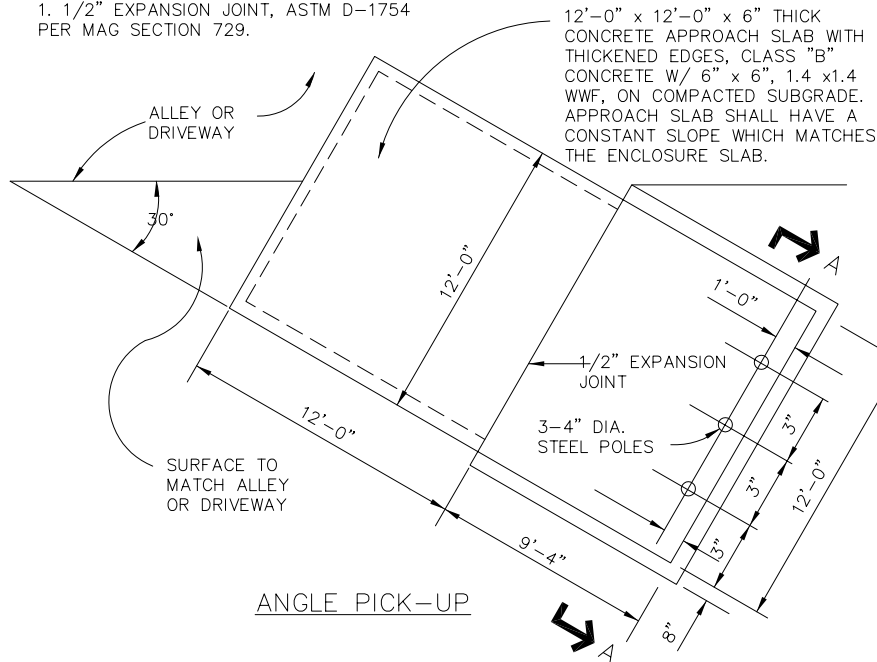 1. 1/2” EXPANSION JOINT, ASTM D-1754
PER MAG SECTION 729.
12’-0” x 12’-0” x 6” THICK
CONCRETE APPROACH SLAB WITH
THICKENED EDGES, CLASS ”B”
CONCRETE W/ 6” x 6”, 1.4 x1.4
WWF, ON COMPACTED SUBGRADE.
APPROACH SLAB SHALL HAVE A
CONSTANT SLOPE WHICH MATCHES
THE ENCLOSURE SLAB.
ALLEY OR
DRIVEWAY
30°
12’-0”
A
1’-0”
1/2” EXPANSION
JOINT
3-4” DIA.
STEEL POLES
3”
3”
3”
12’-0”
12’-0”
SURFACE TO
MATCH ALLEY
OR DRIVEWAY
9’-4”
8”
A
ANGLE PICK-UP